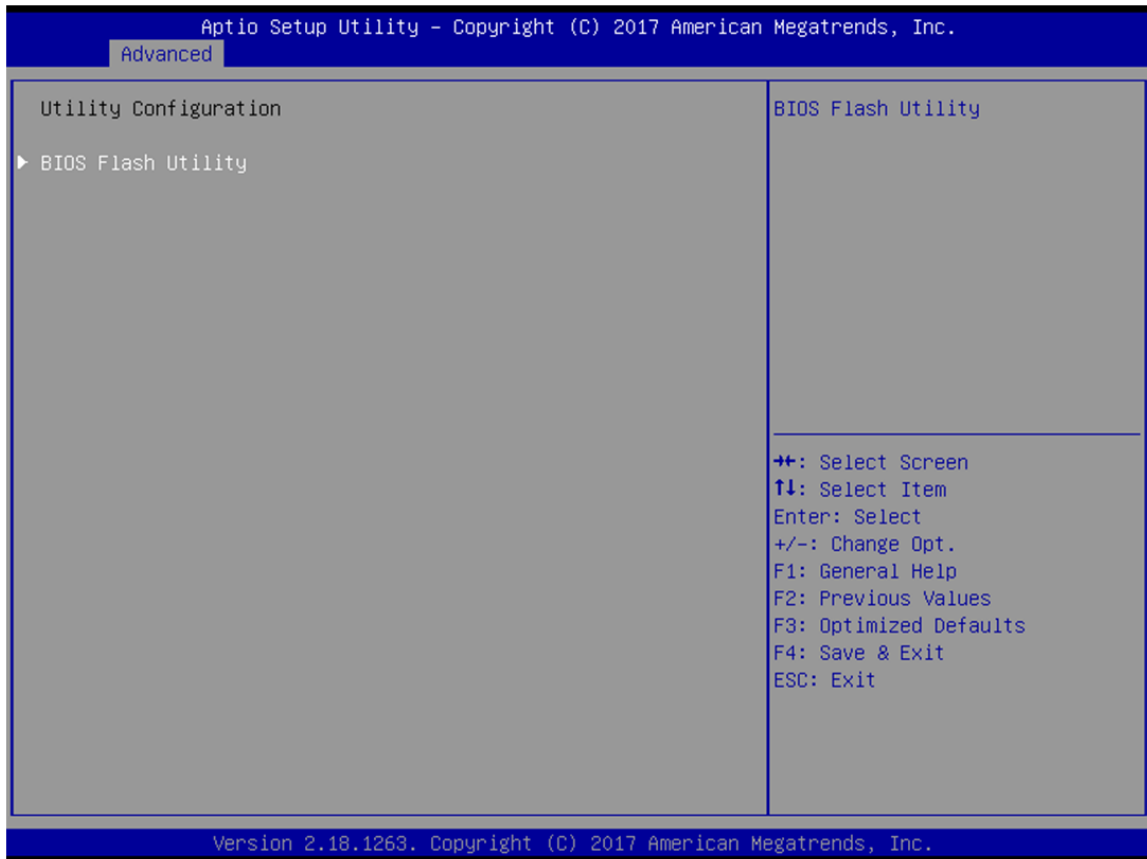 Aptio Setup Utility – Copyright (C) 2017 American Megatrends, Inc.
Advanced
Utility Configuration
▶ BIOS Flash Utility
BIOS Flash Utility
→←: Select Screen
↑↓: Select Item
Enter: Select
+/-: Change Opt.
F1: General Help
F2: Previous Values
F3: Optimized Defaults
F4: Save & Exit
ESC: Exit
Version 2.18.1263. Copyright (C) 2017 American Megatrends, Inc.